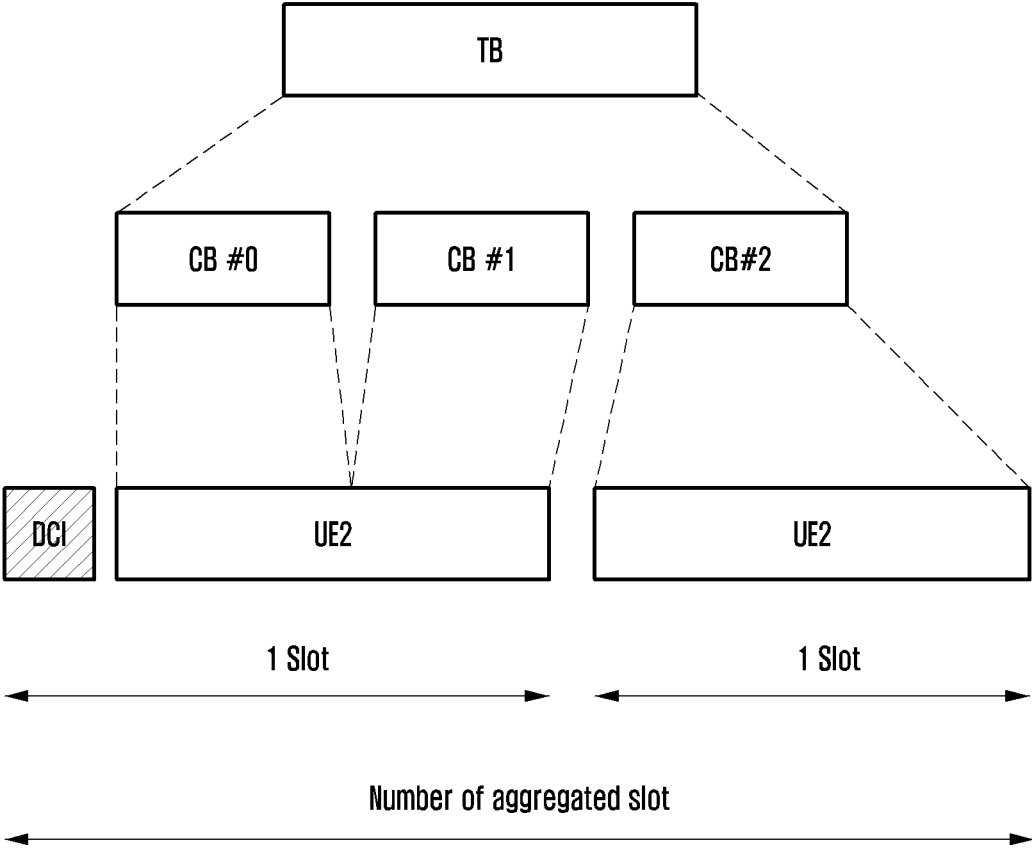 TB
CB #0
CB #1
CB#2
DCI
UE2
UE2
1 Slot
1 Slot
Number of aggregated slot